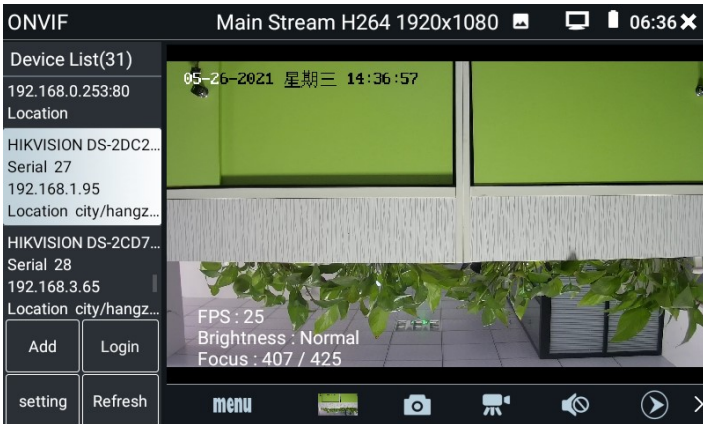 ONVIF
Main Stream H264 1920x1080
06:36
Device List(31)
192.168.0.253:80
Location
HIKVISION DS-2DC2...
Serial 27
192.168.1.95
Location city/hangz...
HIKVISION DS-2CD7...
Serial 28
192.168.3.65
Location city/hangz...
Add
Login
setting
Refresh
05-26-2021 星期三 14:36:57
FPS : 25
Brightness : Normal
Focus : 407 / 425
menu